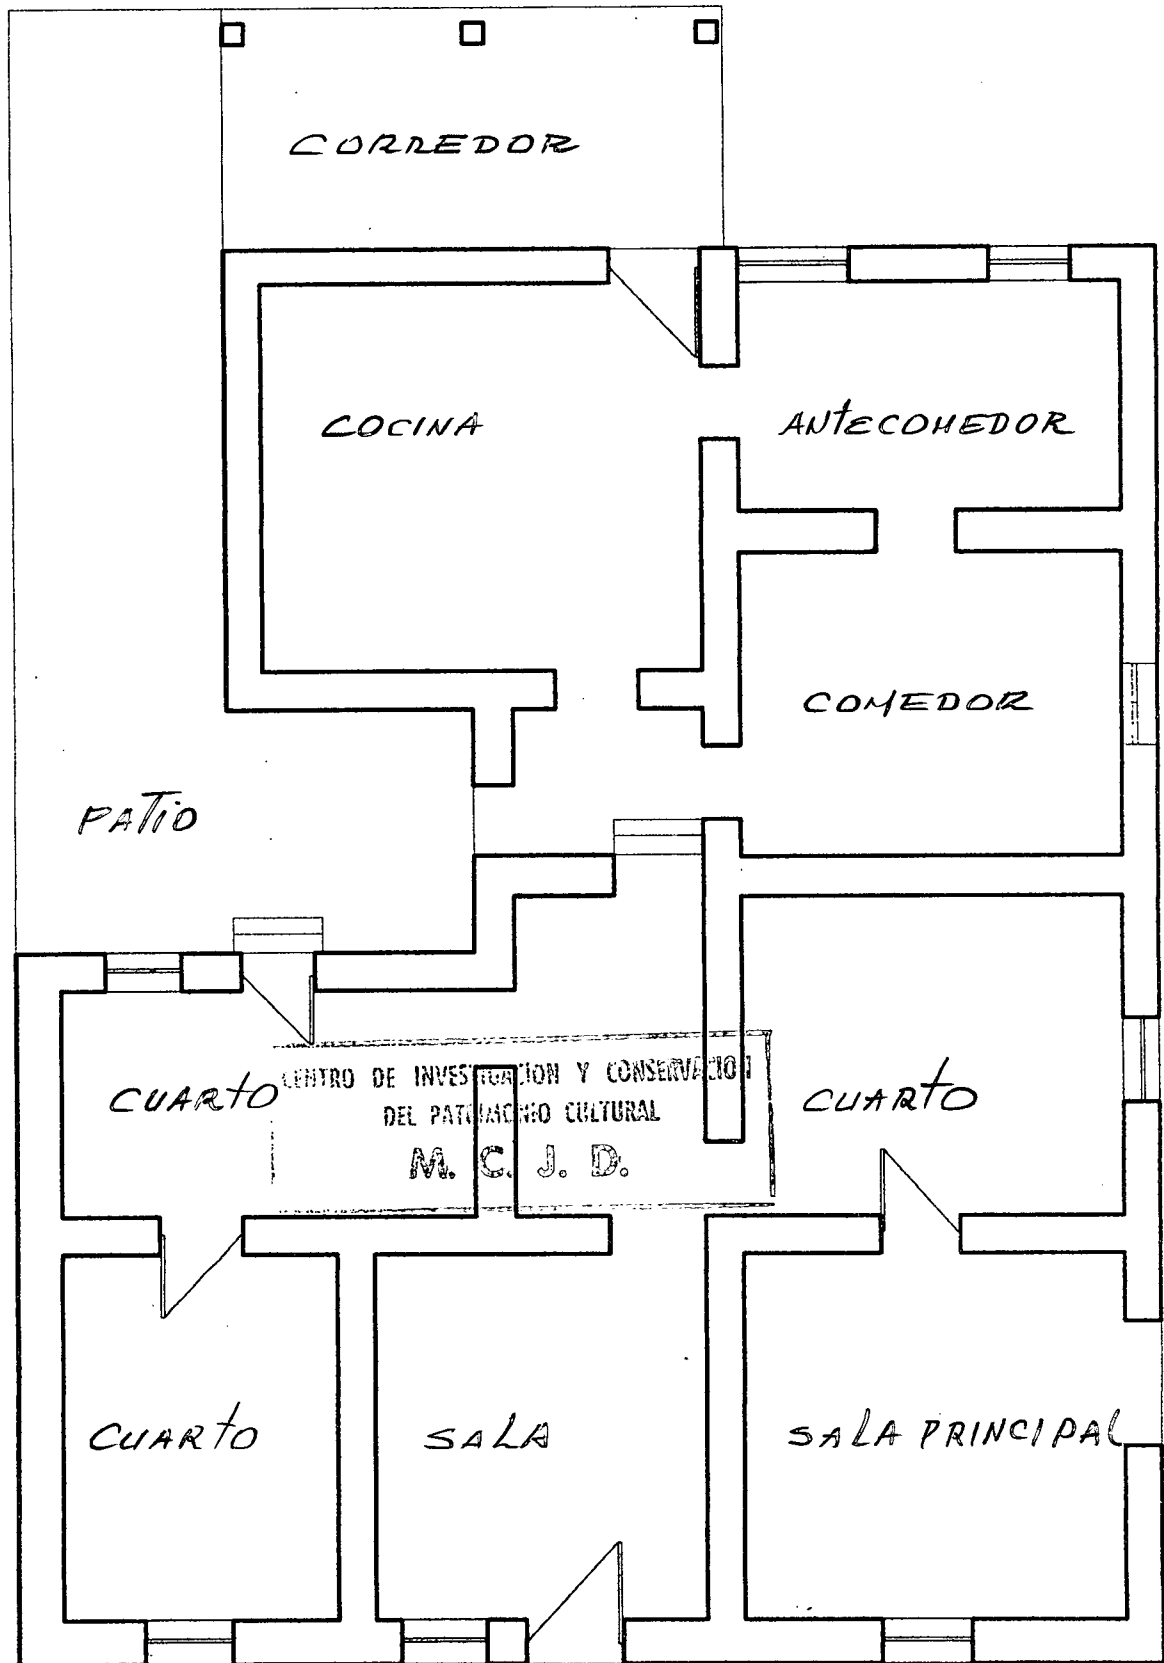 CORREDOR
COCINA
ANTECOMEDOR
COMEDOR
PATIO
CUARTO
CENTRO DE INVESTIGACION Y CONSERVACION
DEL PATRIMONIO CULTURAL
M. C. J. D.
CUARTO
CUARTO
SALA
SALA PRINCIPAL